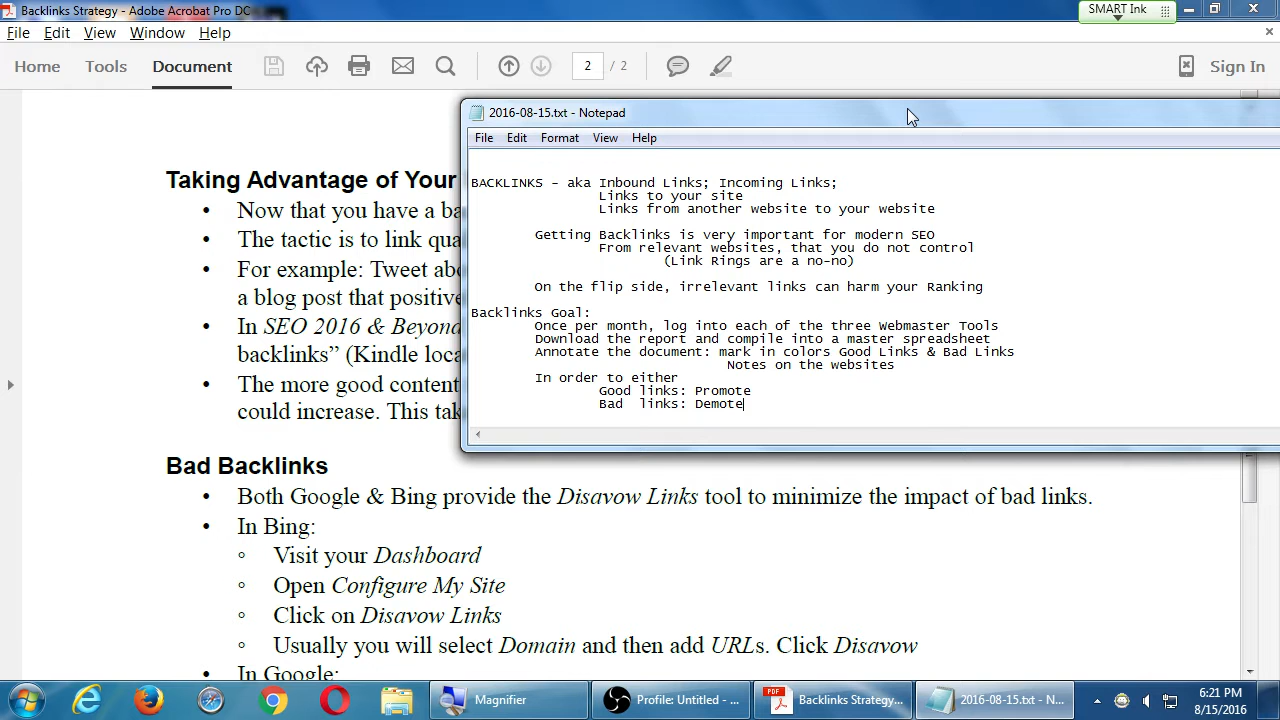 Backlinks Strategy - Adobe Acrobat Pro DC
SMART Ink
File Edit View Window Help
Home Tools Document 2 / 2 Sign In
2016-08-15.txt - Notepad
File Edit Format View Help
BACKLINKS - aka Inbound Links; Incoming Links;
Links to your site
Links from another website to your website
Getting Backlinks is very important for modern SEO
From relevant websites, that you do not control
(Link Rings are a no-no)
On the flip side, irrelevant links can harm your Ranking
Backlinks Goal:
Once per month, log into each of the three Webmaster Tools
Download the report and compile into a master spreadsheet
Annotate the document: mark in colors Good Links & Bad Links
Notes on the websites
In order to either
Good links: Promote
Bad links: Demote
Taking Advantage of Your
• Now that you have a ba
• The tactic is to link qua
• For example: Tweet abo
a blog post that positive
• In SEO 2016 & Beyond
backlinks” (Kindle loca
• The more good content
could increase. This tak
Bad Backlinks
• Both Google & Bing provide the Disavow Links tool to minimize the impact of bad links.
• In Bing:
◦ Visit your Dashboard
◦ Open Configure My Site
◦ Click on Disavow Links
◦ Usually you will select Domain and then add URLs. Click Disavow
• In Google:
Magnifier
Profile: Untitled - ...
PDF
Backlinks Strategy...
2016-08-15.txt - N...
6:21 PM
8/15/2016